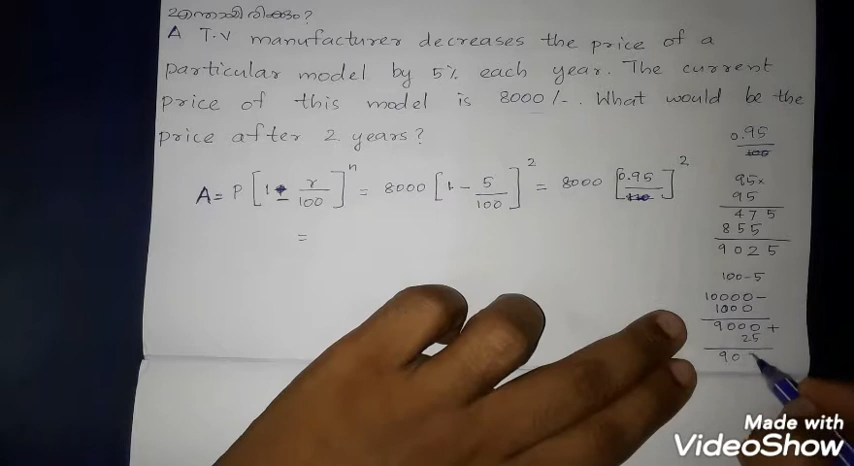 എന്തായിരിക്കും?
A T.V manufacturer decreases the price of a
particular model by 5% each year. The current
price of this model is 8000/-. What would be the
price after 2 years?
A = P [1 ± r/100]^n = 8000 [1 - 5/100]^2 = 8000 [0.95]^2
=
0.95
95×
95
475
855
9025
100-5
10000-
1000
9000+
25
90
Made with
VideoShow